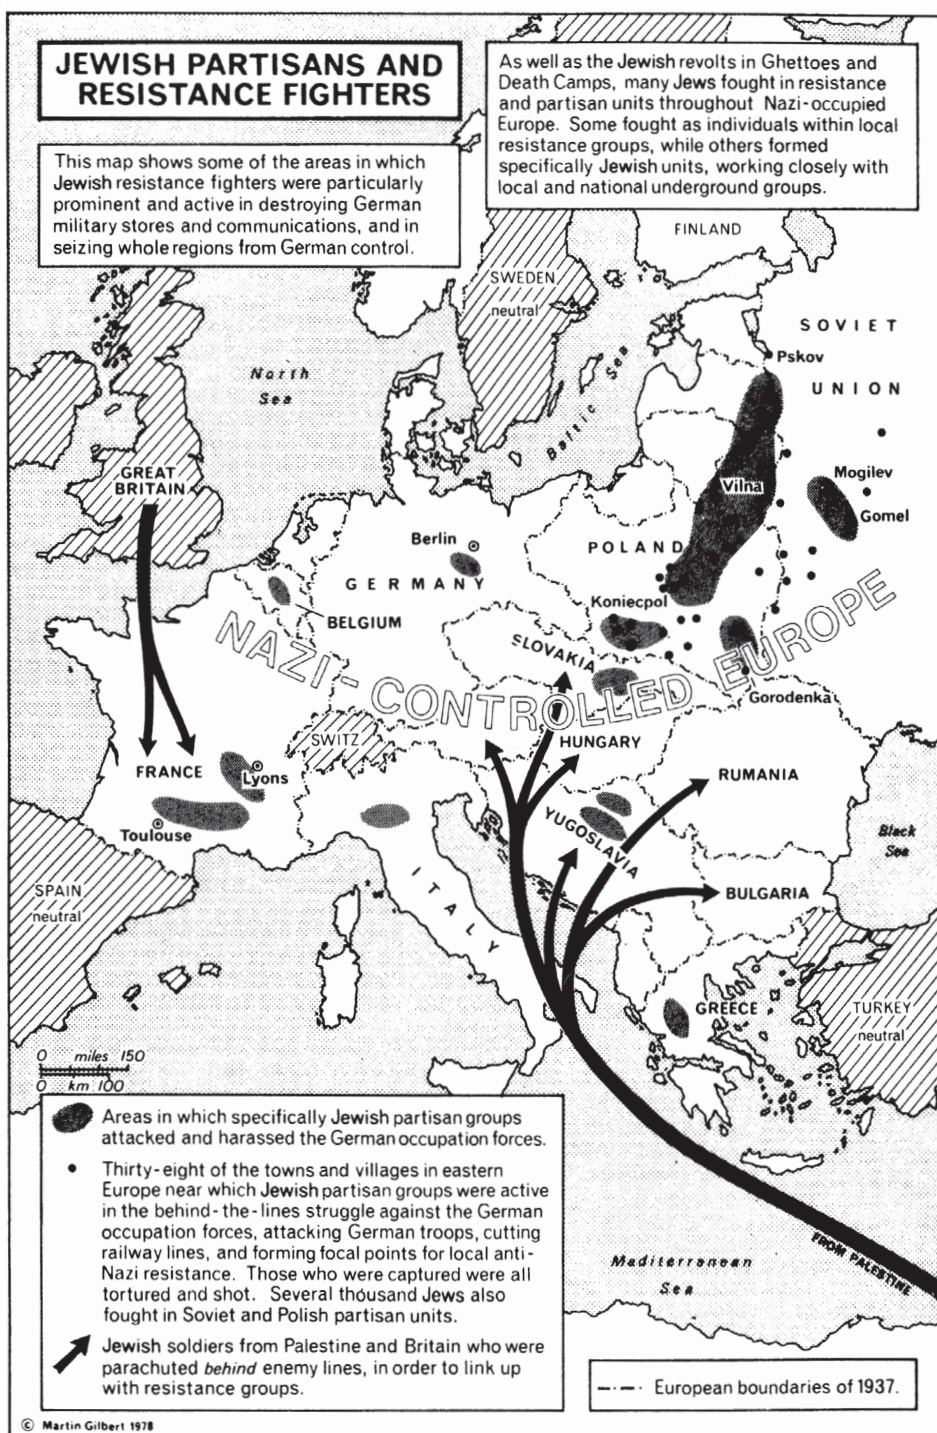 JEWISH PARTISANS AND
RESISTANCE FIGHTERS
This map shows some of the areas in which
Jewish resistance fighters were particularly
prominent and active in destroying German
military stores and communications, and in
seizing whole regions from German control.
As well as the Jewish revolts in Ghettoes and
Death Camps, many Jews fought in resistance
and partisan units throughout Nazi-occupied
Europe. Some fought as individuals within local
resistance groups, while others formed
specifically Jewish units, working closely with
local and national underground groups.
FINLAND
SWEDEN
neutral
SOVIET
UNION
Pskov
North
Sea
Baltic Sea
GREAT
BRITAIN
Vilna
Mogilev
Gomel
Berlin
POLAND
GERMANY
Koniecpol
BELGIUM
NAZI-CONTROLLED EUROPE
SLOVAKIA
Gorodenka
SWITZ
HUNGARY
FRANCE
Lyons
RUMANIA
Toulouse
YUGOSLAVIA
Black
Sea
SPAIN
neutral
ITALY
BULGARIA
GREECE
TURKEY
neutral
0 miles 150
0 km 100
FROM PALESTINE
Mediterranean
Sea
Areas in which specifically Jewish partisan groups
attacked and harassed the German occupation forces.
Thirty-eight of the towns and villages in eastern
Europe near which Jewish partisan groups were active
in the behind-the-lines struggle against the German
occupation forces, attacking German troops, cutting
railway lines, and forming focal points for local anti-
Nazi resistance. Those who were captured were all
tortured and shot. Several thousand Jews also
fought in Soviet and Polish partisan units.
Jewish soldiers from Palestine and Britain who were
parachuted behind enemy lines, in order to link up
with resistance groups.
European boundaries of 1937.
© Martin Gilbert 1978